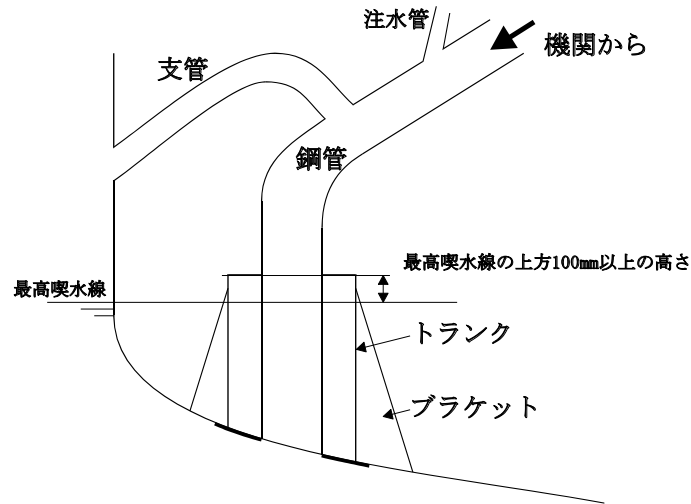 注水管
機関から
支管
鋼管
最高喫水線の上方100mm以上の高さ
最高喫水線
トランク
ブラケット